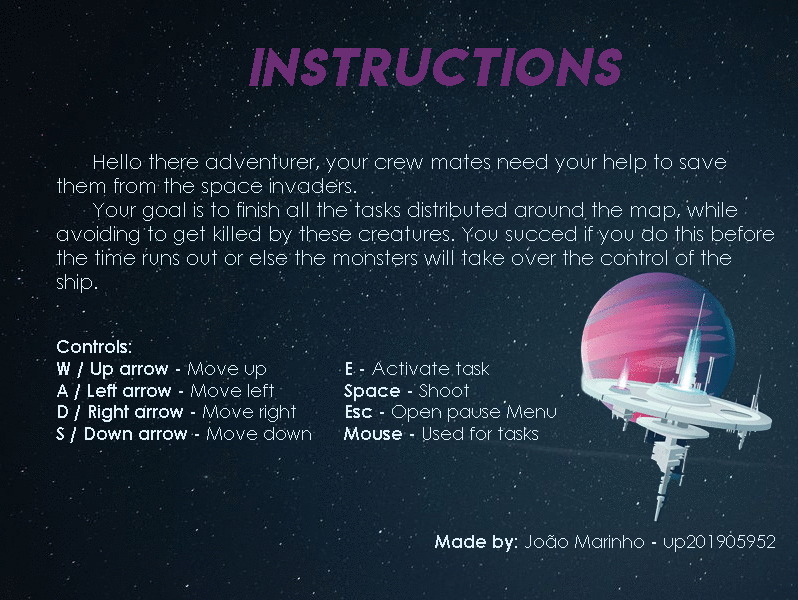 INSTRUCTIONS
Hello there adventurer, your crew mates need your help to save
them from the space invaders.
Your goal is to finish all the tasks distributed around the map, while
avoiding to get killed by these creatures. You succed if you do this before
the time runs out or else the monsters will take over the control of the
ship.
Controls:
W / Up arrow - Move up
A / Left arrow - Move left
D / Right arrow - Move right
S / Down arrow - Move down
E - Activate task
Space - Shoot
Esc - Open pause Menu
Mouse - Used for tasks
Made by: João Marinho - up201905952